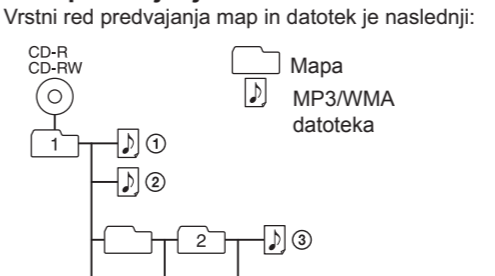 Vrstni red predvajanja map in datotek je naslednji:
CD-R
CD-RW
Mapa
MP3/WMA
datoteka
1 ①
②
2 ③